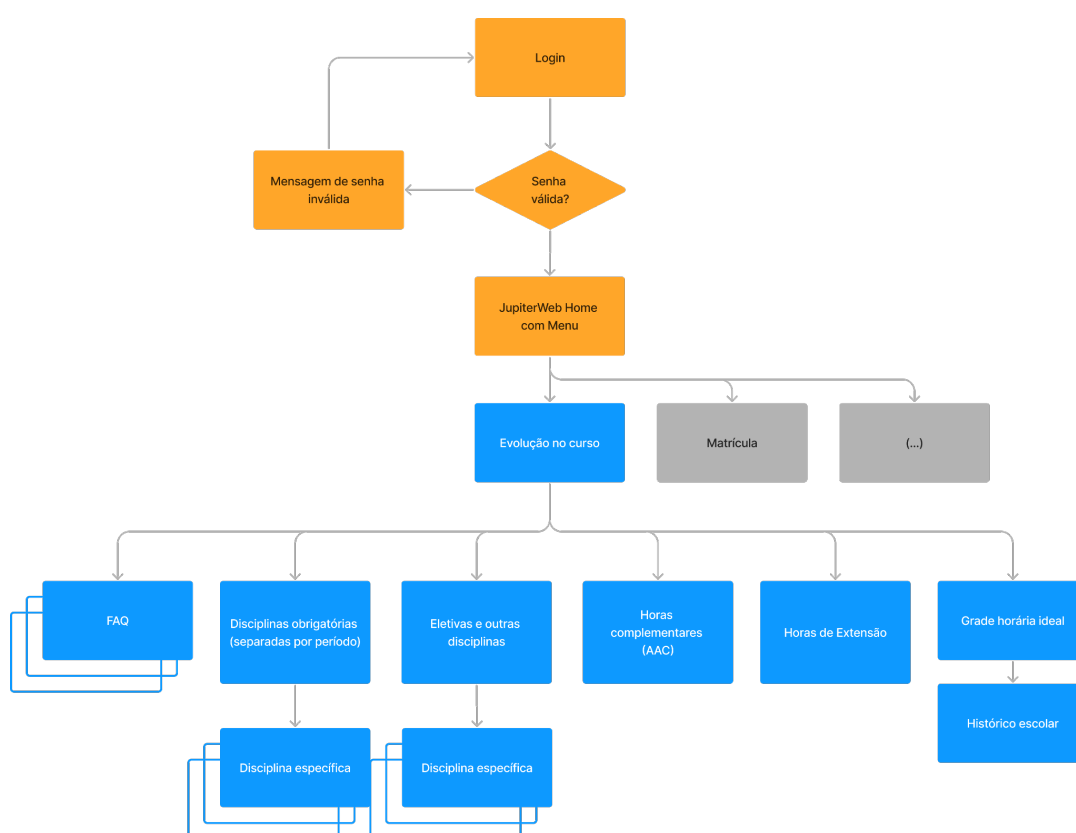 Login
Mensagem de senha
inválida
Senha
válida?
JupiterWeb Home
com Menu
Evolução no curso
Matrícula
(...)
FAQ
Disciplinas obrigatórias
(separadas por período)
Eletivas e outras
disciplinas
Horas
complementares
(AAC)
Horas de Extensão
Grade horária ideal
Histórico escolar
Disciplina específica
Disciplina específica